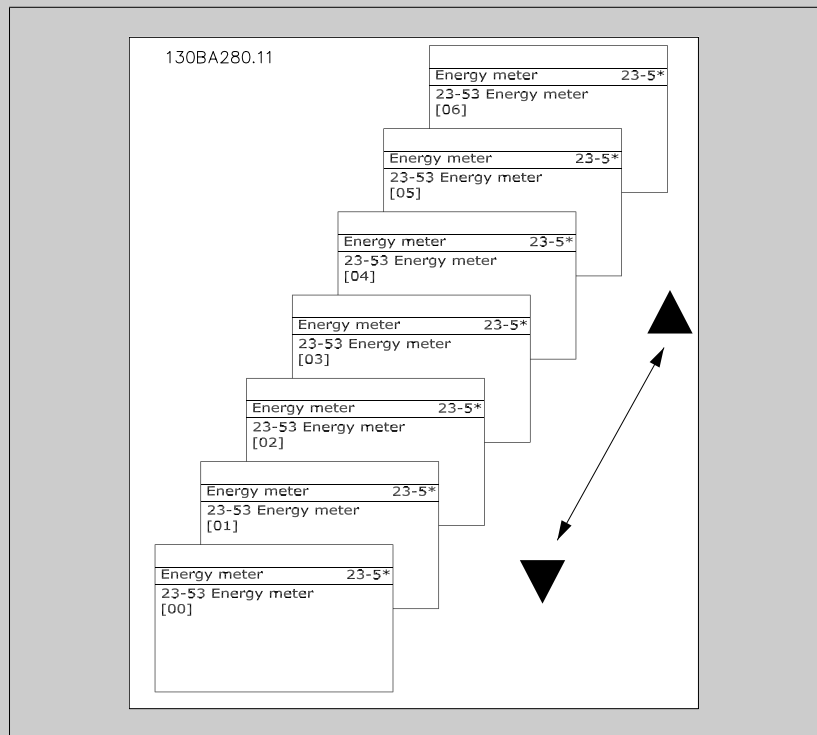 130BA280.11
Energy meter 23-5*
23-53 Energy meter
[06]
Energy meter 23-5*
23-53 Energy meter
[05]
Energy meter 23-5*
23-53 Energy meter
[04]
Energy meter 23-5*
23-53 Energy meter
[03]
Energy meter 23-5*
23-53 Energy meter
[02]
Energy meter 23-5*
23-53 Energy meter
[01]
Energy meter 23-5*
23-53 Energy meter
[00]